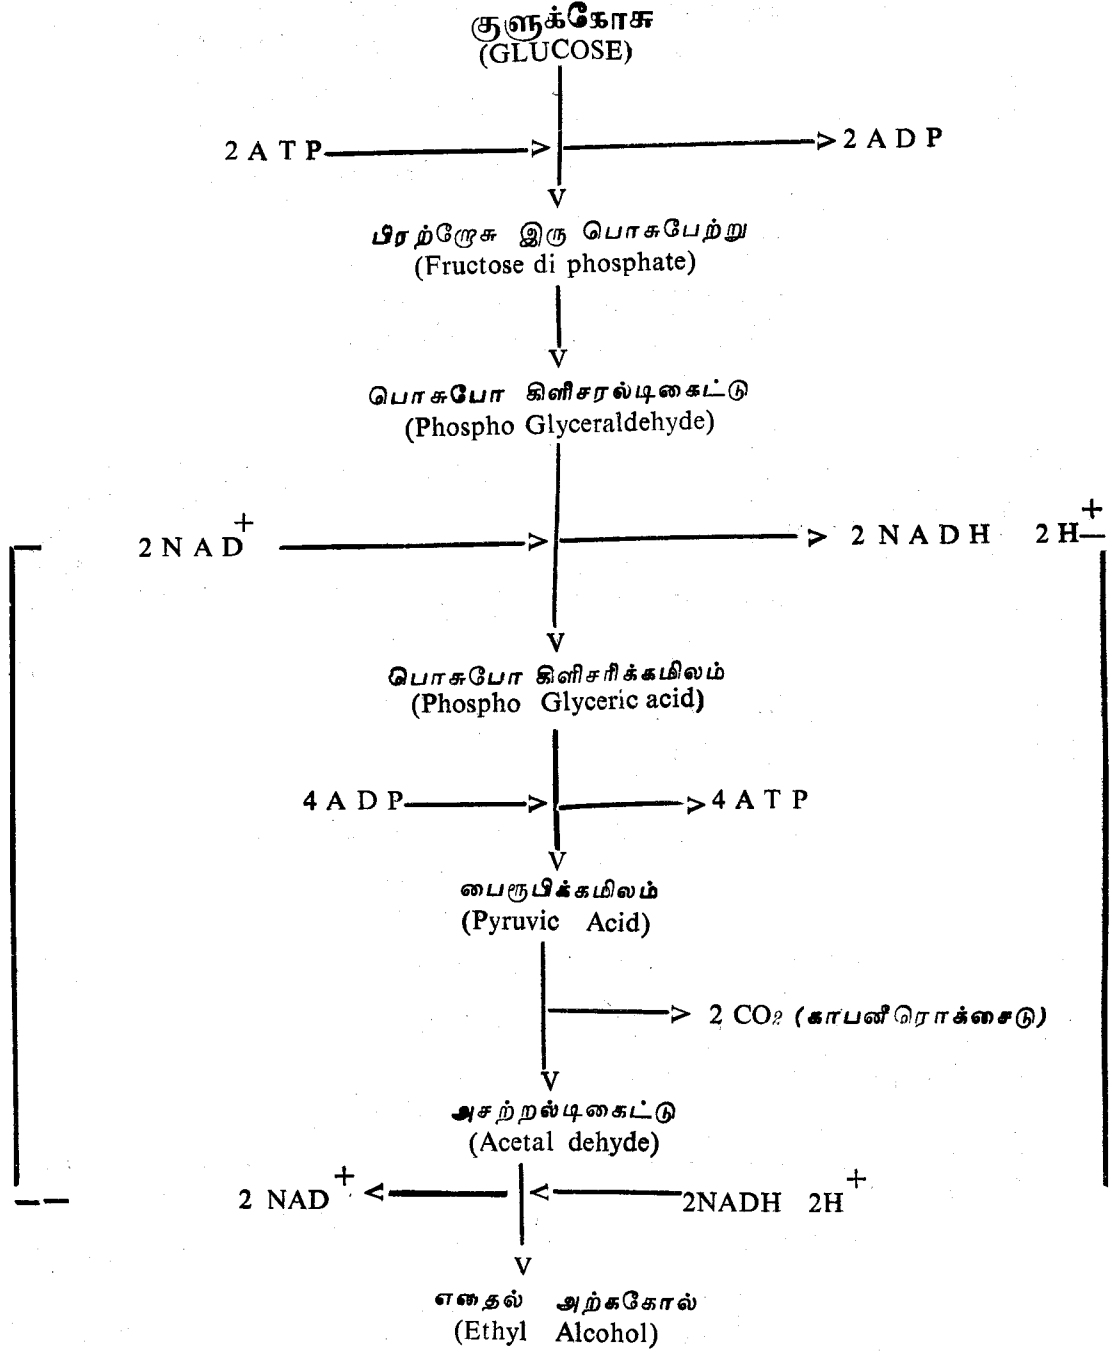 குளுக்கோசு
(GLUCOSE)
2 A T P 2 A D P
பிரற்றோசு இரு பொசுபேற்று
(Fructose di phosphate)
பொசுபோ கிளிசரல்டிகைட்டு
(Phospho Glyceraldehyde)
2 N A D+ 2 N A D H 2 H+
பொசுபோ கிளிசரிக்கமிலம்
(Phospho Glyceric acid)
4 A D P 4 A T P
பைரூபிக்கமிலம்
(Pyruvic Acid)
2 CO2 (காபனீரொக்சைடு)
அசற்றல்டிகைட்டு
(Acetal dehyde)
2 NAD+ 2NADH 2H+
எதைல் அற்ககோல்
(Ethyl Alcohol)